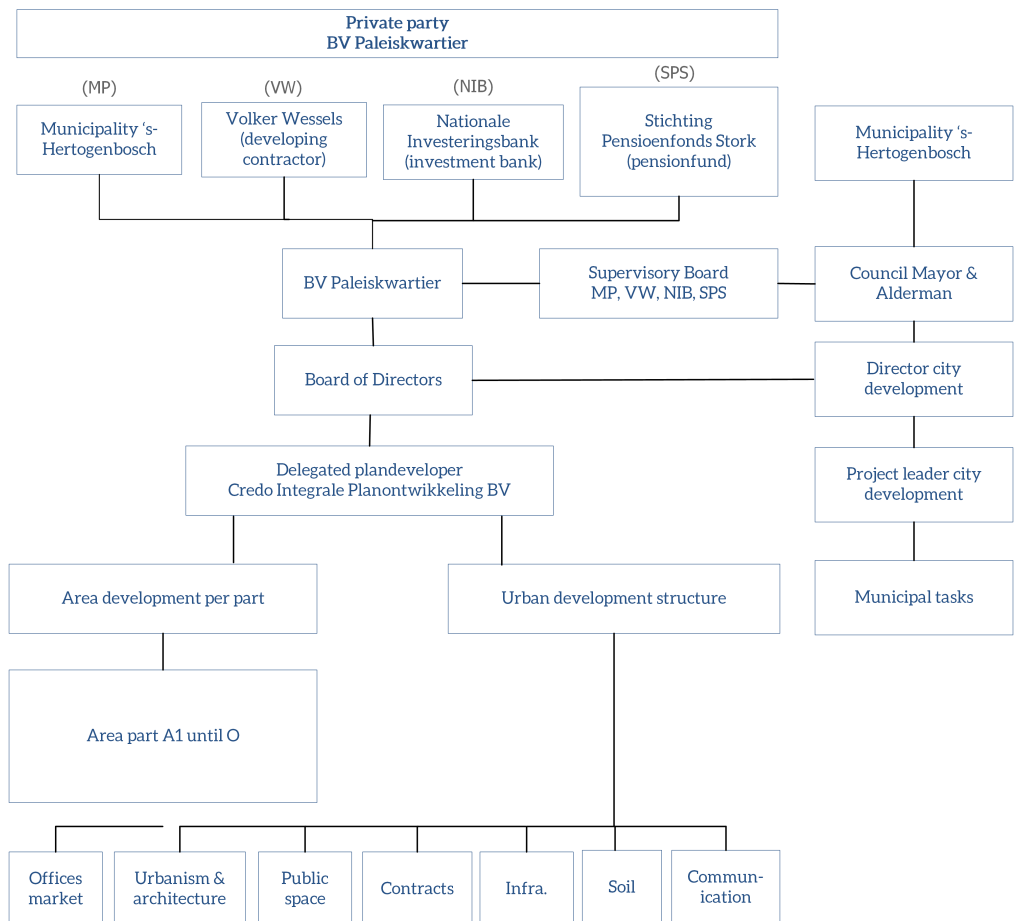 Private party
BV Paleiskwartier
(MP)
(VW)
(NIB)
(SPS)
Municipality ‘s-
Hertogenbosch
Volker Wessels
(developing
contractor)
Nationale
Investeringsbank
(investment bank)
Stichting
Pensioenfonds Stork
(pensionfund)
Municipality ‘s-
Hertogenbosch
BV Paleiskwartier
Supervisory Board
MP, VW, NIB, SPS
Council Mayor &
Alderman
Board of Directors
Director city
development
Delegated plandeveloper
Credo Integrale Planontwikkeling BV
Project leader city
development
Area development per part
Urban development structure
Municipal tasks
Area part A1 until O
Offices
market
Urbanism &
architecture
Public
space
Contracts
Infra.
Soil
Commun-
ication